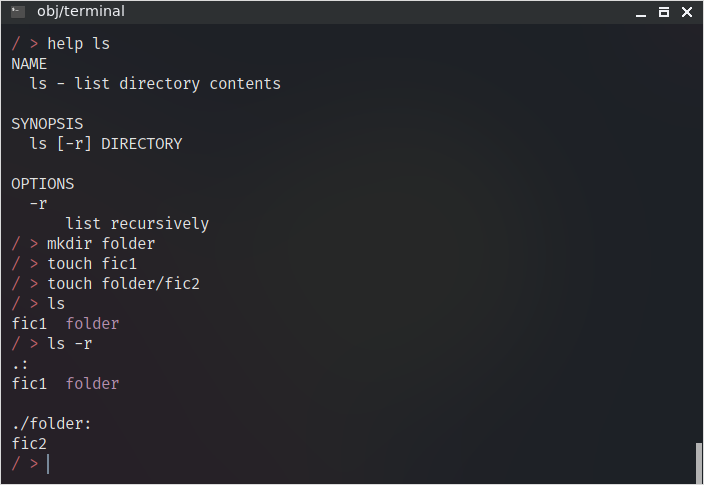 obj/terminal
/ > help ls
NAME
  ls - list directory contents

SYNOPSIS
  ls [-r] DIRECTORY

OPTIONS
  -r
      list recursively
/ > mkdir folder
/ > touch fic1
/ > touch folder/fic2
/ > ls
fic1  folder
/ > ls -r
.:
fic1  folder

./folder:
fic2
/ >